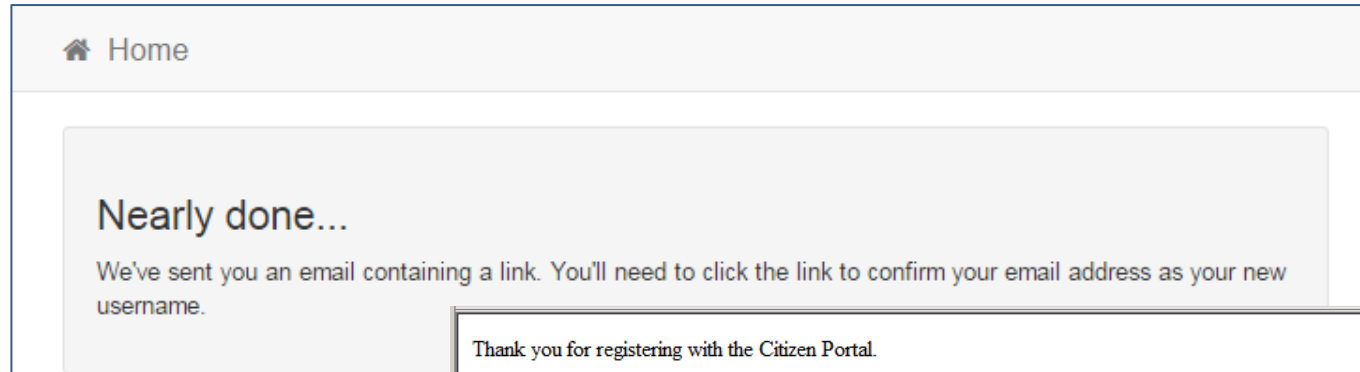 Home
Nearly done...
We've sent you an email containing a link. You'll need to click the link to confirm your email address as your new
username.
Thank you for registering with the Citizen Portal.